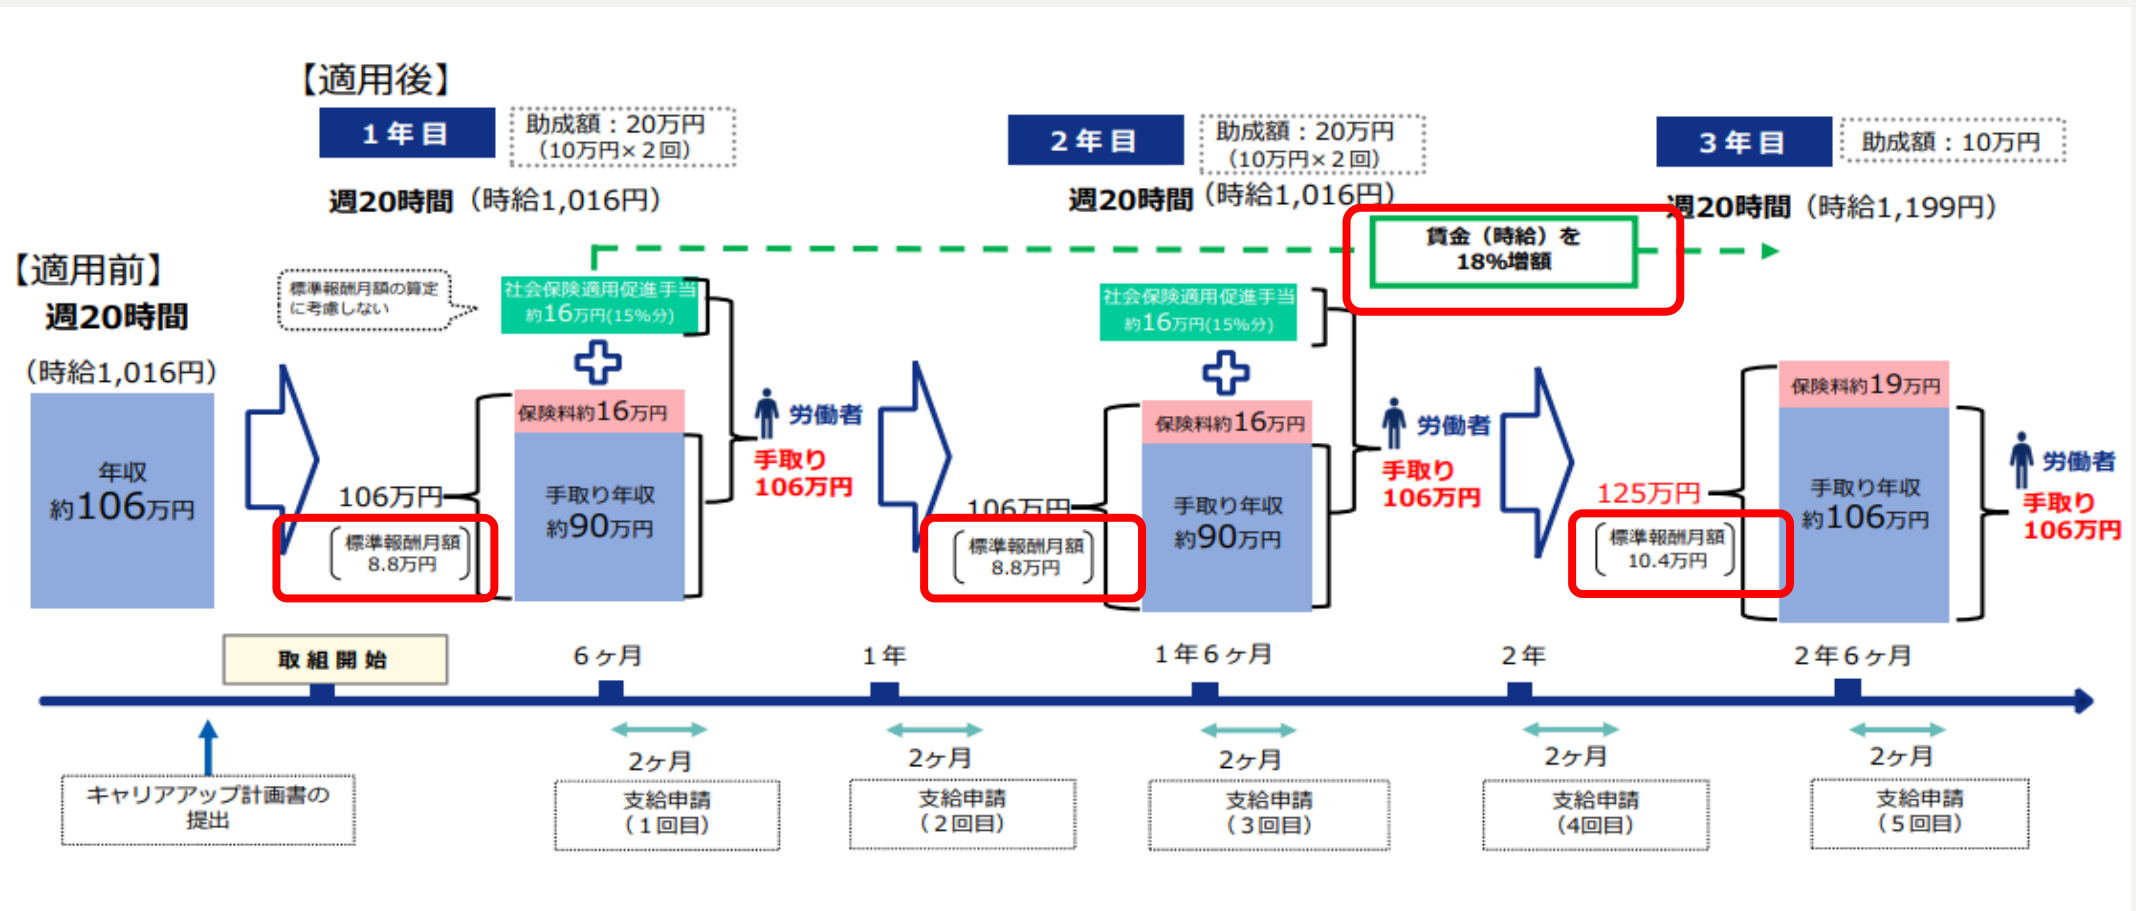 【適用後】
1年目
助成額：20万円
（10万円×2回）
週20時間（時給1,016円）
2年目
助成額：20万円
（10万円×2回）
週20時間（時給1,016円）
3年目
助成額：10万円
週20時間（時給1,199円）
賃金（時給）を
18%増額
【適用前】
週20時間
（時給1,016円）
年収
約106万円
標準報酬月額の算定
に考慮しない
社会保険適用促進手当
約16万円(15%分)
保険料約16万円
手取り年収
約90万円
106万円
標準報酬月額
8.8万円
労働者
手取り
106万円
社会保険適用促進手当
約16万円(15%分)
保険料約16万円
手取り年収
約90万円
106万円
標準報酬月額
8.8万円
労働者
手取り
106万円
保険料約19万円
手取り年収
約106万円
125万円
標準報酬月額
10.4万円
労働者
手取り
106万円
取組開始
6ヶ月
1年
1年6ヶ月
2年
2年6ヶ月
2ヶ月
2ヶ月
2ヶ月
2ヶ月
2ヶ月
キャリアアップ計画書の
提出
支給申請
（1回目）
支給申請
（2回目）
支給申請
（3回目）
支給申請
（4回目）
支給申請
（5回目）